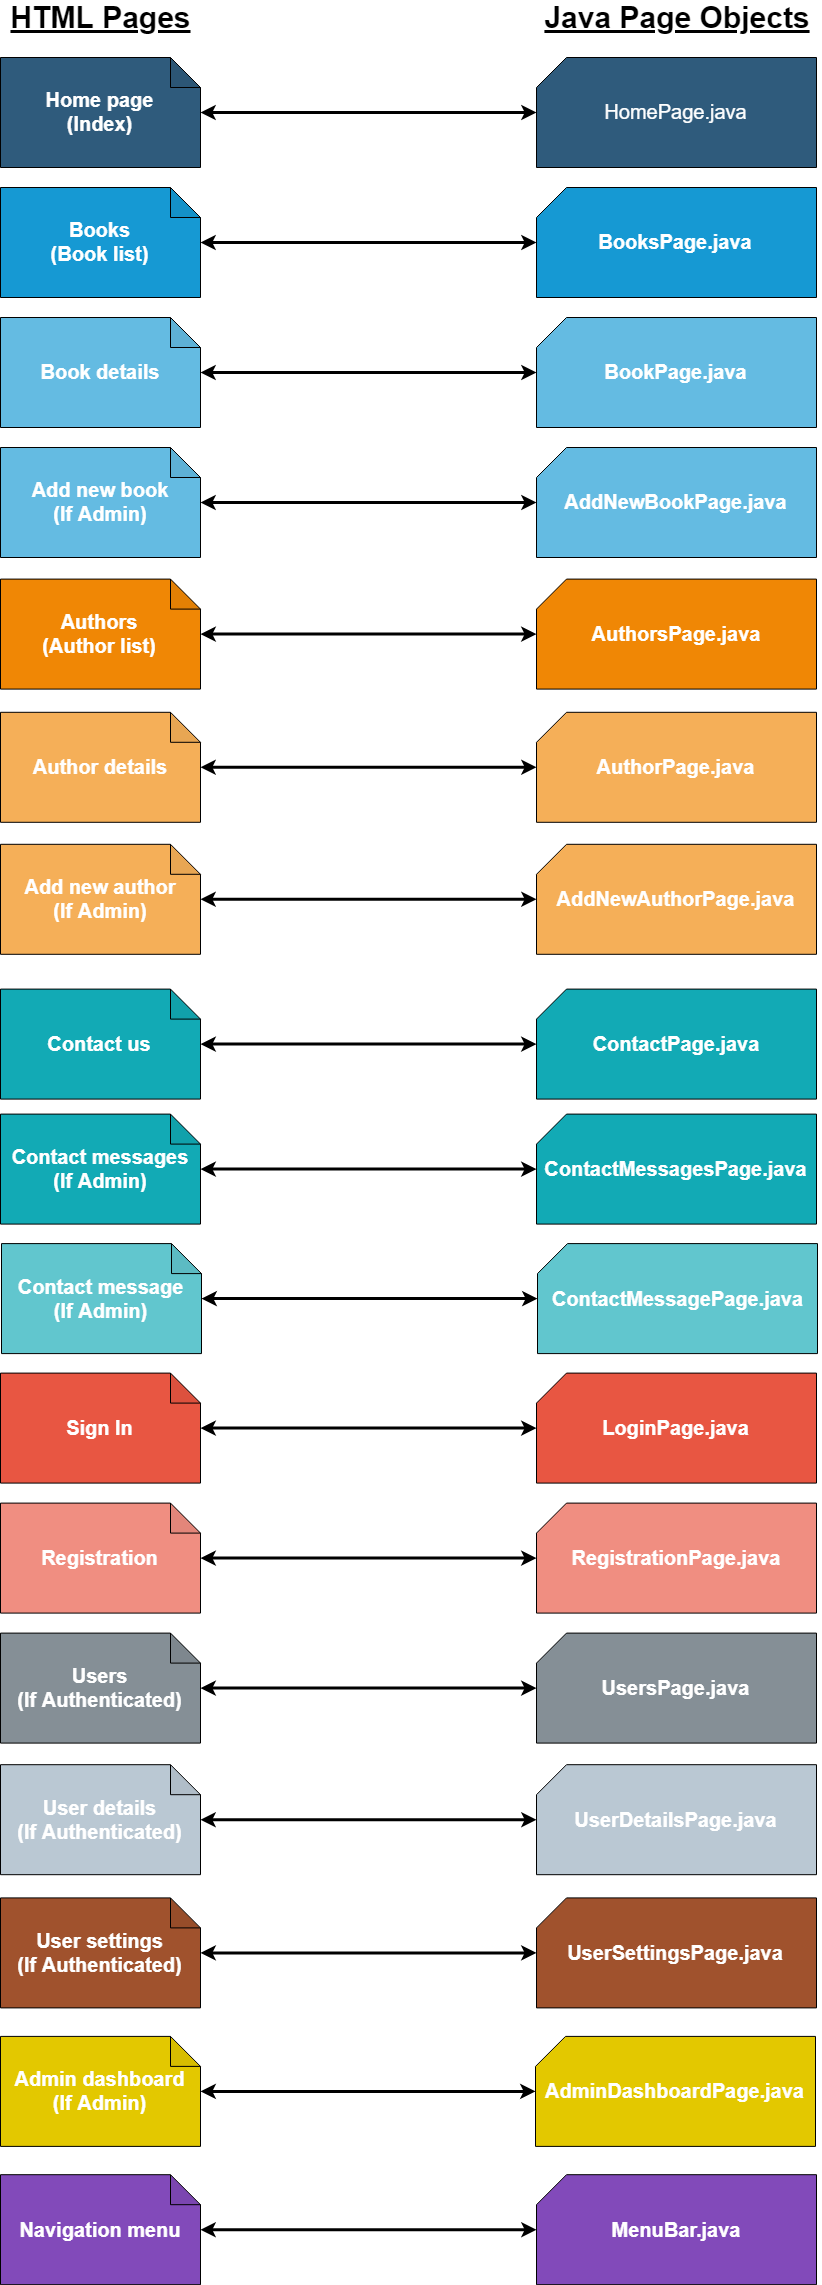 HTML Pages
Java Page Objects
Home page
(Index)
HomePage.java
Books
(Book list)
BooksPage.java
Book details
BookPage.java
Add new book
(If Admin)
AddNewBookPage.java
Authors
(Author list)
AuthorsPage.java
Author details
AuthorPage.java
Add new author
(If Admin)
AddNewAuthorPage.java
Contact us
ContactPage.java
Contact messages
(If Admin)
ContactMessagesPage.java
Contact message
(If Admin)
ContactMessagePage.java
Sign In
LoginPage.java
Registration
RegistrationPage.java
Users
(If Authenticated)
UsersPage.java
User details
(If Authenticated)
UserDetailsPage.java
User settings
(If Authenticated)
UserSettingsPage.java
Admin dashboard
(If Admin)
AdminDashboardPage.java
Navigation menu
MenuBar.java